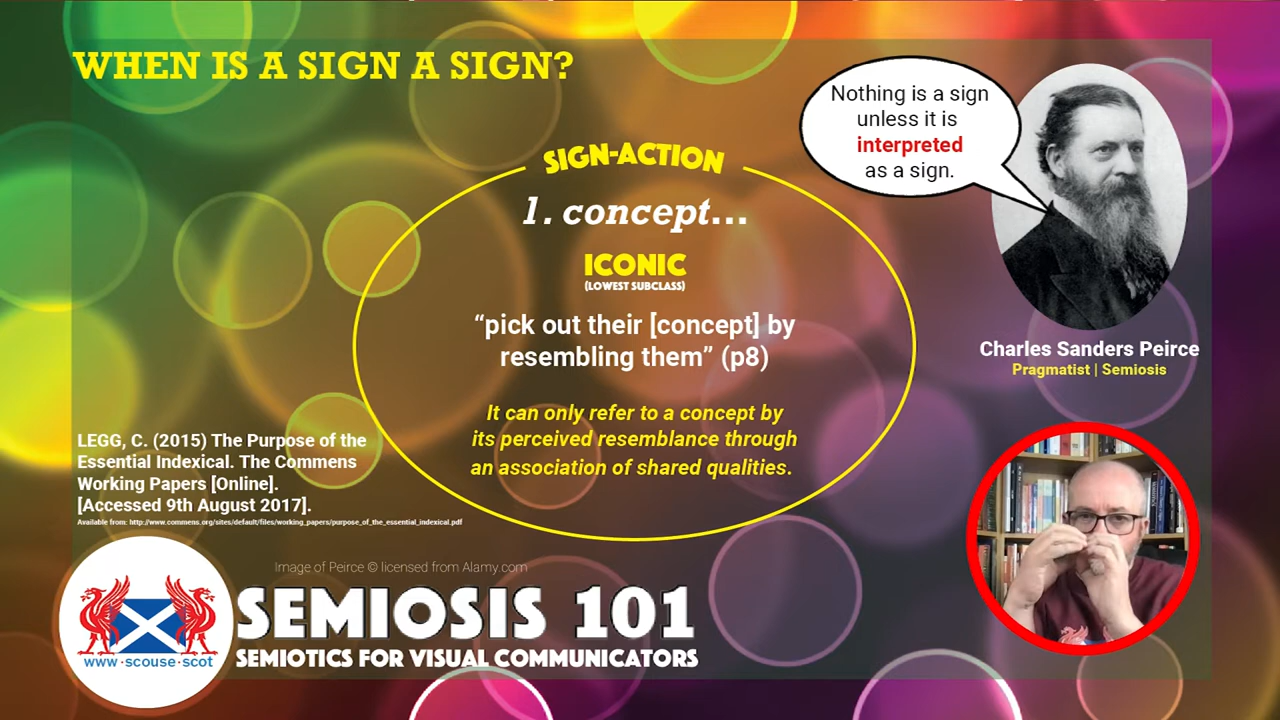 WHEN IS A SIGN A SIGN?
Nothing is a sign
unless it is
interpreted
as a sign.
SIGN-ACTION
1. concept...
ICONIC
(LOWEST SUBCLASS)
“pick out their [concept] by
resembling them” (p8)
It can only refer to a concept by
its perceived resemblance through
an association of shared qualities.
Charles Sanders Peirce
Pragmatist | Semiosis
LEGG, C. (2015) The Purpose of the
Essential Indexical. The Commens
Working Papers [Online].
[Accessed 9th August 2017].
Available from: http://www.commens.org/sites/default/files/working_papers/purpose_of_the_essential_indexical.pdf
Image of Peirce © licensed from Alamy.com
SEMIOSIS 101
SEMIOTICS FOR VISUAL COMMUNICATORS
www·scouse·scot